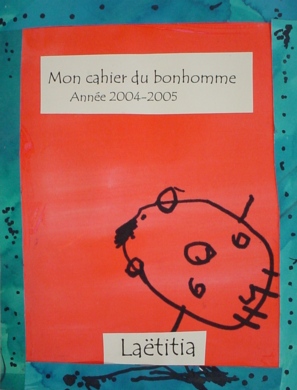 Mon cahier du bonhomme
Année 2004-2005
Laëtitia